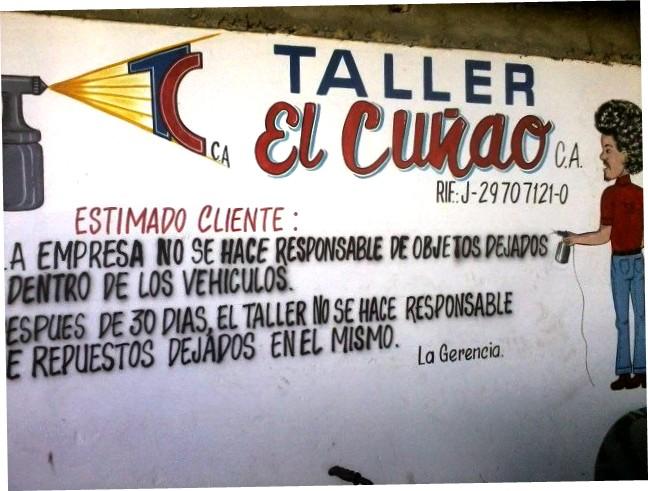 TC
C.A
TALLER
El Cuñao C.A.
RIF.: J-29707121-0
ESTIMADO CLIENTE:
LA EMPRESA NO SE HACE RESPONSABLE DE OBJETOS DEJADOS
DENTRO DE LOS VEHICULOS.
ESPUES DE 30 DIAS, EL TALLER NO SE HACE RESPONSABLE
E REPUESTOS DEJADOS EN EL MISMO.
La Gerencia.